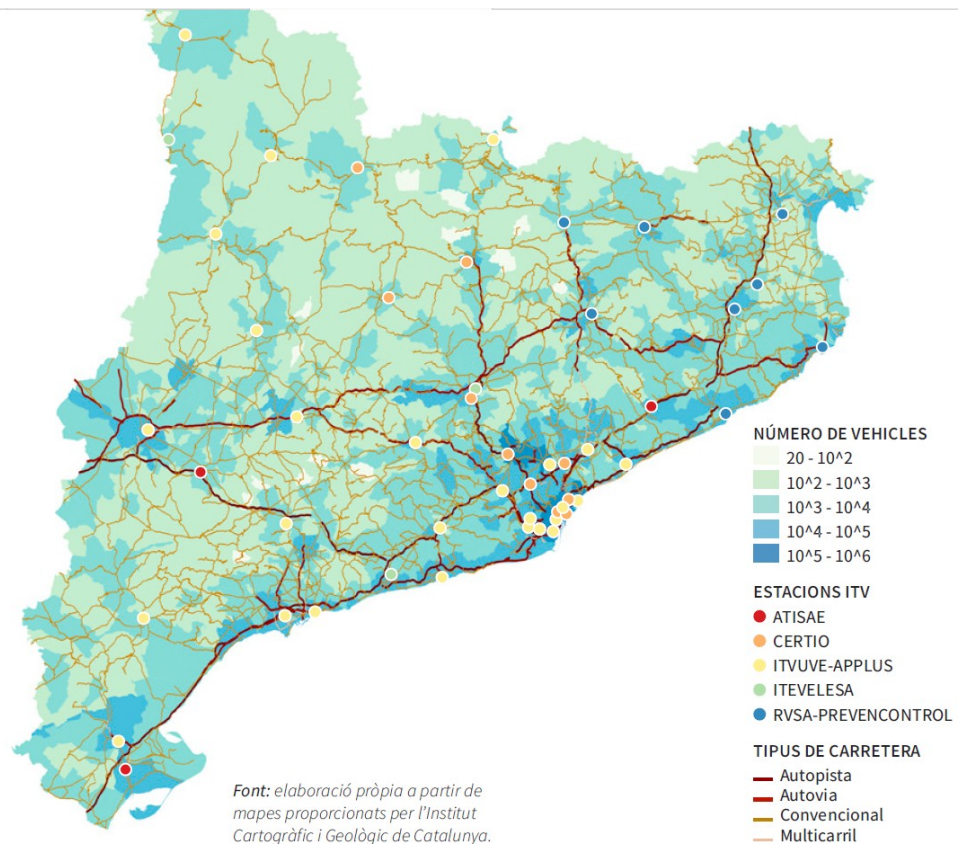 NÚMERO DE VEHICLES
20 - 10^2
10^2 - 10^3
10^3 - 10^4
10^4 - 10^5
10^5 - 10^6
ESTACIONS ITV
ATISAE
CERTIO
ITVUVE-APPLUS
ITEVELESA
RVSA-PREVENCONTROL
TIPUS DE CARRETERA
Autopista
Autovia
Convencional
Multicarril
Font: elaboració pròpia a partir de
mapes proporcionats per l'Institut
Cartogràfic i Geològic de Catalunya.